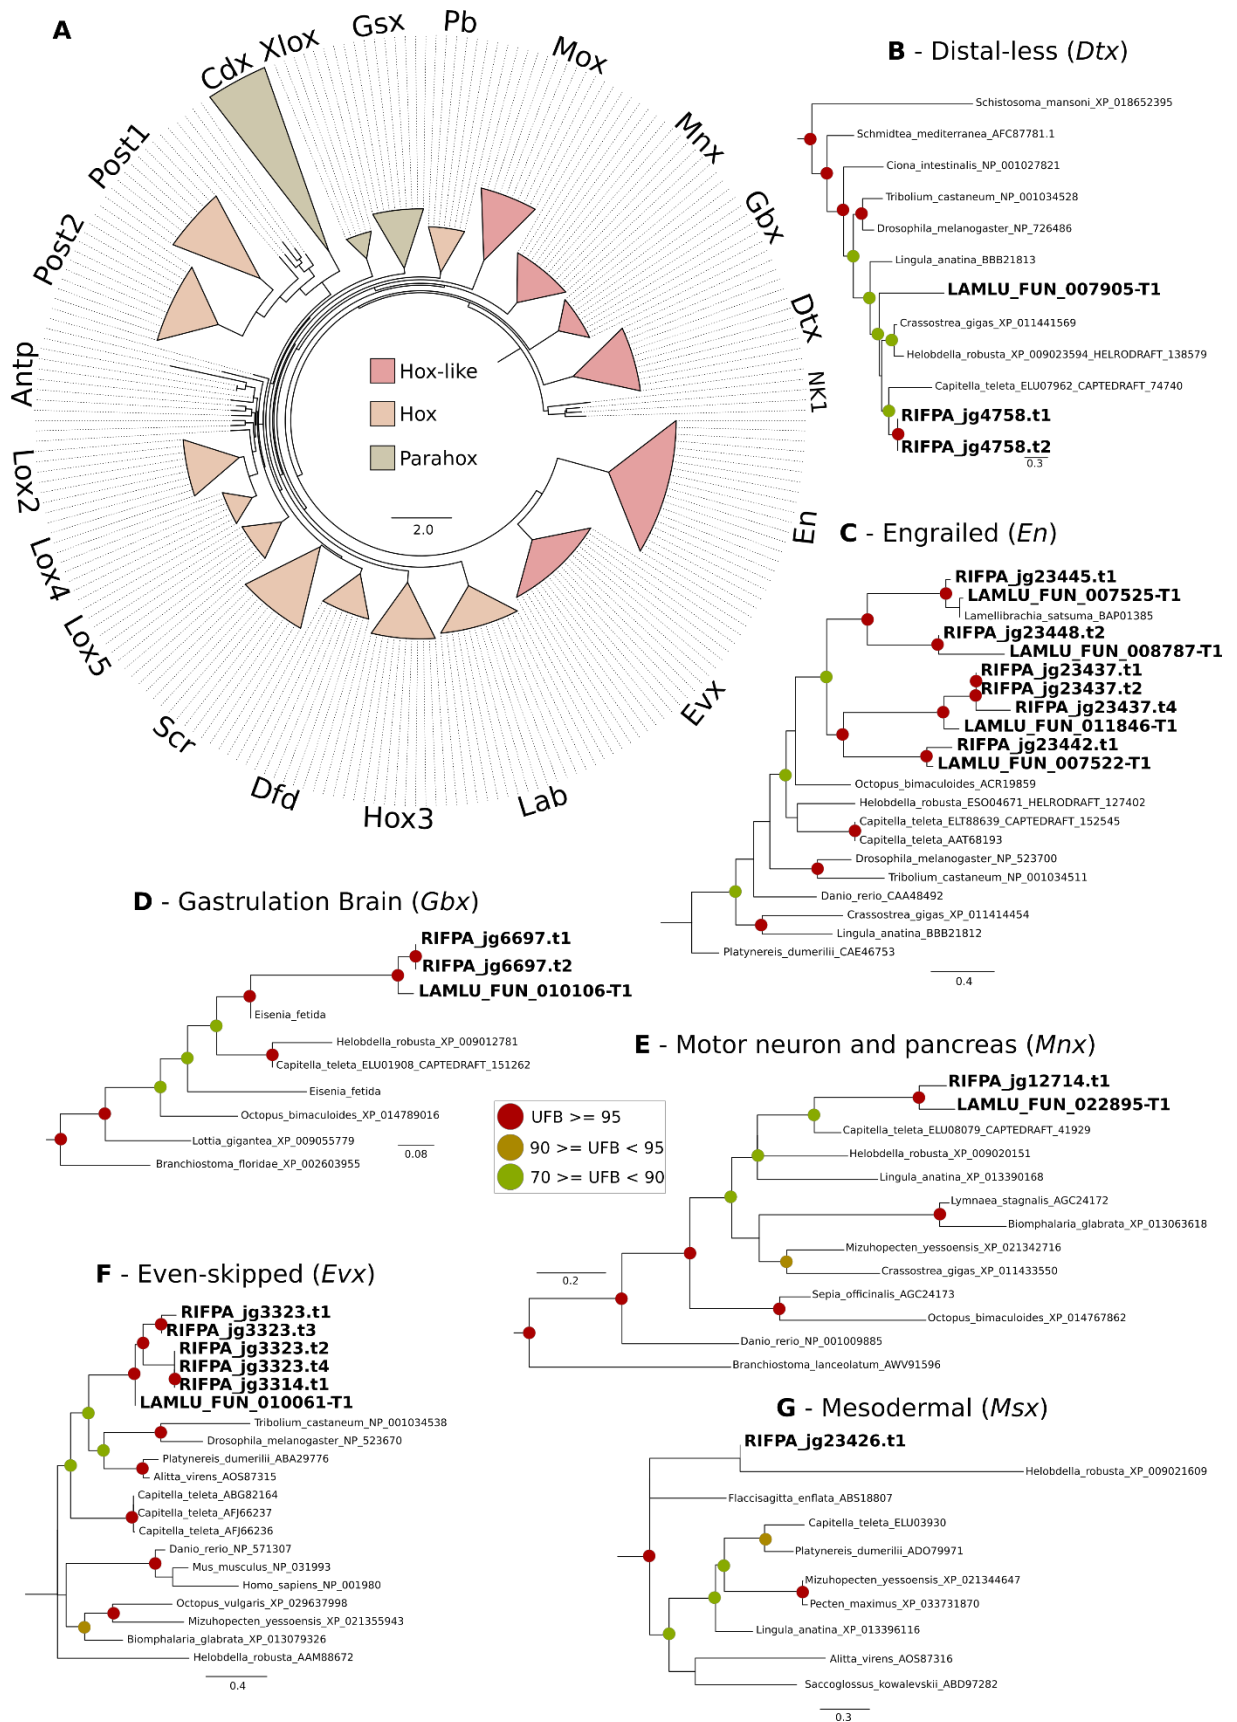 A
Cdx
Xlox
Gsx
Pb
Mox
Mnx
Gbx
Dtx
NK1
En
Evx
Lab
Hox3
Dfd
Scr
Lox5
Lox4
Lox2
Antp
Post2
Post1
Hox-like
Hox
Parahox
2.0
B - Distal-less (Dtx)
Schistosoma_mansoni_XP_018652395
Schmidtea_mediterranea_AFC87781.1
Ciona_intestinalis_NP_001027821
Tribolium_castaneum_NP_001034528
Drosophila_melanogaster_NP_726486
Lingula_anatina_BBB21813
LAMLU_FUN_007905-T1
Crassostrea_gigas_XP_011441569
Helobdella_robusta_XP_009023594_HELRODRAFT_138579
Capitella_teleta_ELU07962_CAPTEDRAFT_74740
RIFPA_jg4758.t1
RIFPA_jg4758.t2
0.3
C - Engrailed (En)
RIFPA_jg23445.t1
LAMLU_FUN_007525-T1
Lamellibrachia_satsuma_BAP01385
RIFPA_jg23448.t2
LAMLU_FUN_008787-T1
RIFPA_jg23437.t1
RIFPA_jg23437.t2
RIFPA_jg23437.t4
LAMLU_FUN_011846-T1
RIFPA_jg23442.t1
LAMLU_FUN_007522-T1
Octopus_bimaculoides_ACR19859
Helobdella_robusta_ESO04671_HELRODRAFT_127402
Capitella_teleta_ELT88639_CAPTEDRAFT_152545
Capitella_teleta_AAT68193
Drosophila_melanogaster_NP_523700
Tribolium_castaneum_NP_001034511
Danio_rerio_CAA48492
Crassostrea_gigas_XP_011414454
Lingula_anatina_BBB21812
Platynereis_dumerilii_CAE46753
0.4
D - Gastrulation Brain (Gbx)
RIFPA_jg6697.t1
RIFPA_jg6697.t2
LAMLU_FUN_010106-T1
Eisenia_fetida
Helobdella_robusta_XP_009012781
Capitella_teleta_ELU01908_CAPTEDRAFT_151262
Eisenia_fetida
Octopus_bimaculoides_XP_014789016
Lottia_gigantea_XP_009055779
Branchiostoma_floridae_XP_002603955
0.08
UFB >= 95
90 >= UFB < 95
70 >= UFB < 90
E - Motor neuron and pancreas (Mnx)
RIFPA_jg12714.t1
LAMLU_FUN_022895-T1
Capitella_teleta_ELU08079_CAPTEDRAFT_41929
Helobdella_robusta_XP_009020151
Lingula_anatina_XP_013390168
Lymnaea_stagnalis_AGC24172
Biomphalaria_glabrata_XP_013063618
Mizuhopecten_yessoensis_XP_021342716
Crassostrea_gigas_XP_011433550
Sepia_officinalis_AGC24173
Octopus_bimaculoides_XP_014767862
Danio_rerio_NP_001009885
Branchiostoma_lanceolatum_AWV91596
0.2
F - Even-skipped (Evx)
RIFPA_jg3323.t1
RIFPA_jg3323.t3
RIFPA_jg3323.t2
RIFPA_jg3323.t4
RIFPA_jg3314.t1
LAMLU_FUN_010061-T1
Tribolium_castaneum_NP_001034538
Drosophila_melanogaster_NP_523670
Platynereis_dumerilii_ABA29776
Alitta_virens_AOS87315
Capitella_teleta_ABG82164
Capitella_teleta_AFJ66237
Capitella_teleta_AFJ66236
Danio_rerio_NP_571307
Mus_musculus_NP_031993
Homo_sapiens_NP_001980
Octopus_vulgaris_XP_029637998
Mizuhopecten_yessoensis_XP_021355943
Biomphalaria_glabrata_XP_013079326
Helobdella_robusta_AAM88672
0.4
G - Mesodermal (Msx)
RIFPA_jg23426.t1
Helobdella_robusta_XP_009021609
Flaccisagitta_enflata_ABS18807
Capitella_teleta_ELU03930
Platynereis_dumerilii_ADO79971
Mizuhopecten_yessoensis_XP_021344647
Pecten_maximus_XP_033731870
Lingula_anatina_XP_013396116
Alitta_virens_AOS87316
Saccoglossus_kowalevskii_ABD97282
0.3